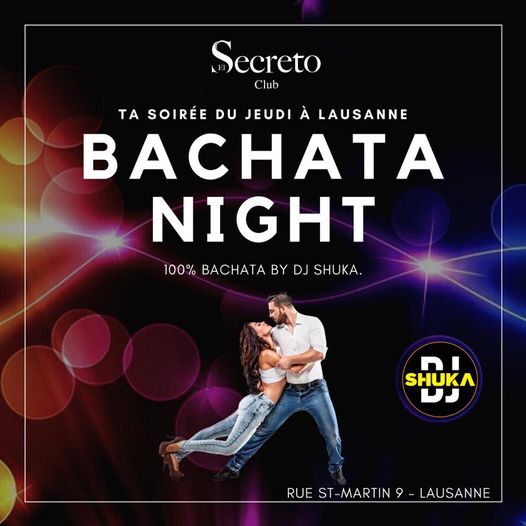 El Secreto
Club
TA SOIRÉE DU JEUDI À LAUSANNE
BACHATA
NIGHT
100% BACHATA BY DJ SHUKA.
DJ
SHUKA
RUE ST-MARTIN 9 - LAUSANNE